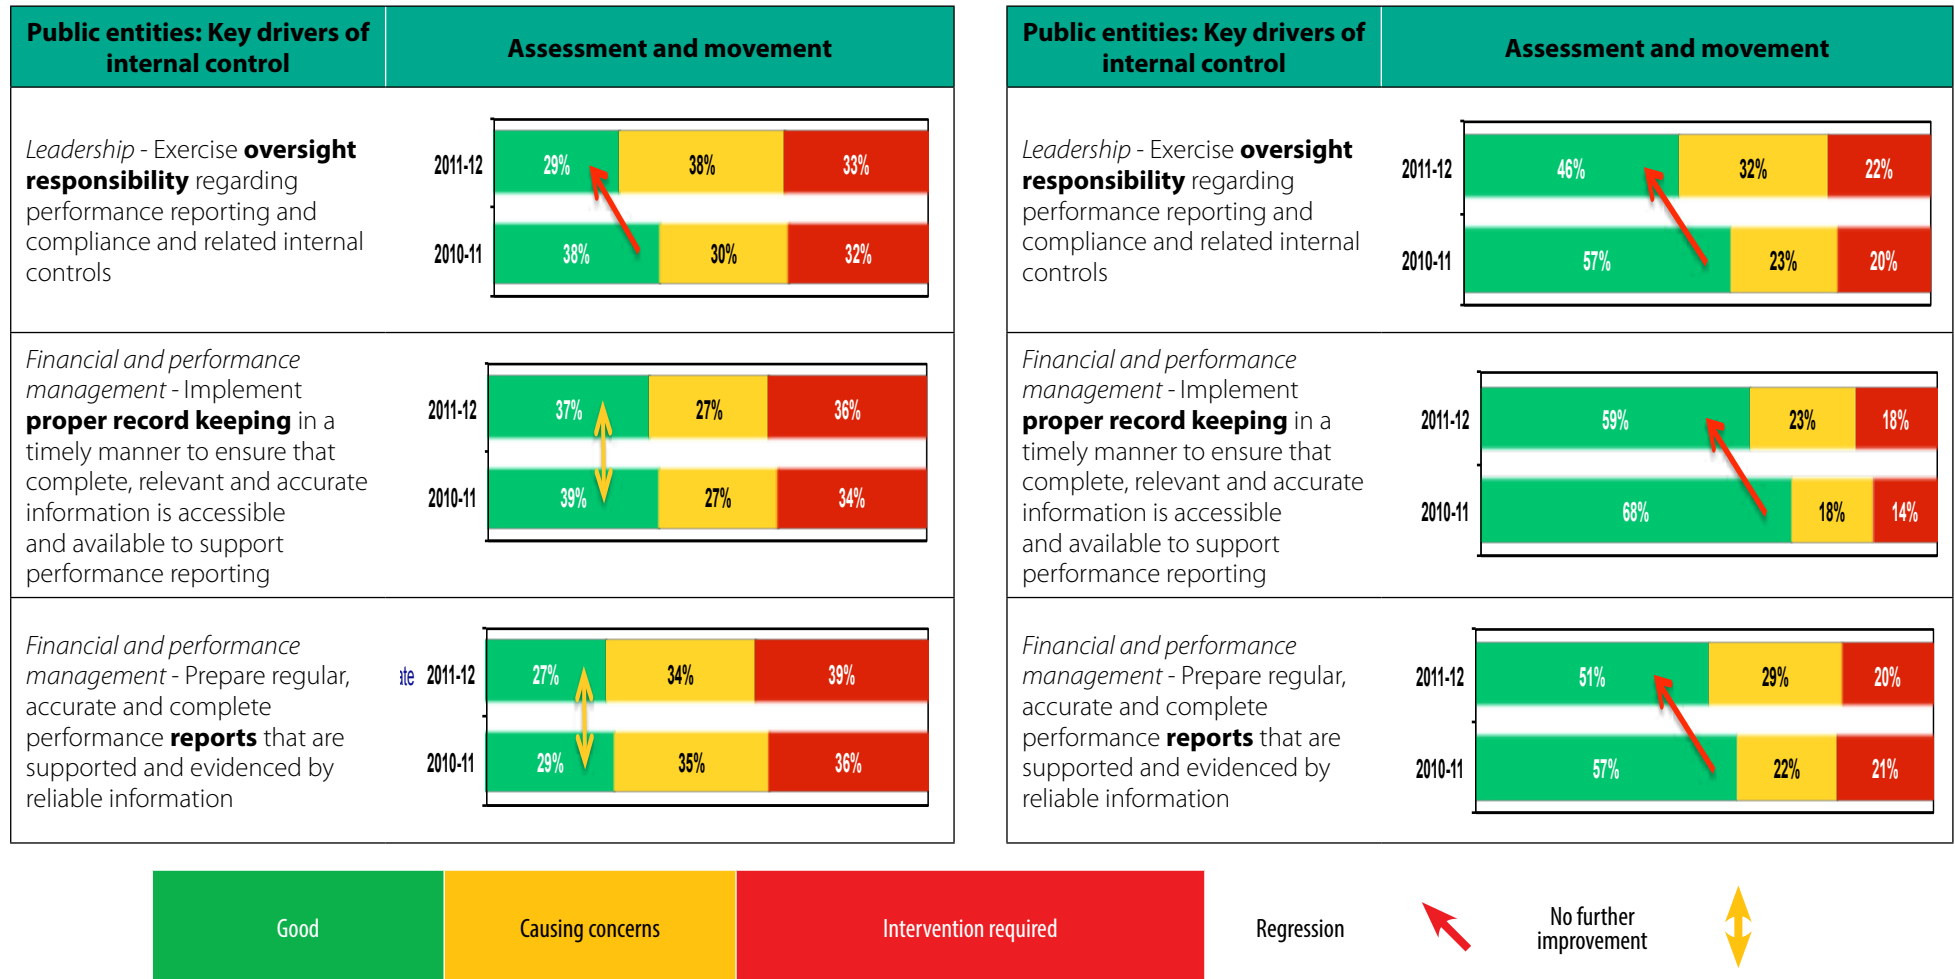 Public entities: Key drivers of
internal control
Assessment and movement
Leadership - Exercise oversight
responsibility regarding
performance reporting and
compliance and related internal
controls
2011-12 29% 38% 33%
2010-11 38% 30% 32%
Financial and performance
management - Implement
proper record keeping in a
timely manner to ensure that
complete, relevant and accurate
information is accessible
and available to support
performance reporting
2011-12 37% 27% 36%
2010-11 39% 27% 34%
Financial and performance
management - Prepare regular,
accurate and complete
performance reports that are
supported and evidenced by
reliable information
2011-12 27% 34% 39%
2010-11 29% 35% 36%
Public entities: Key drivers of
internal control
Assessment and movement
Leadership - Exercise oversight
responsibility regarding
performance reporting and
compliance and related internal
controls
2011-12 46% 32% 22%
2010-11 57% 23% 20%
Financial and performance
management - Implement
proper record keeping in a
timely manner to ensure that
complete, relevant and accurate
information is accessible
and available to support
performance reporting
2011-12 59% 23% 18%
2010-11 68% 18% 14%
Financial and performance
management - Prepare regular,
accurate and complete
performance reports that are
supported and evidenced by
reliable information
2011-12 51% 29% 20%
2010-11 57% 22% 21%
Good
Causing concerns
Intervention required
Regression
No further
improvement